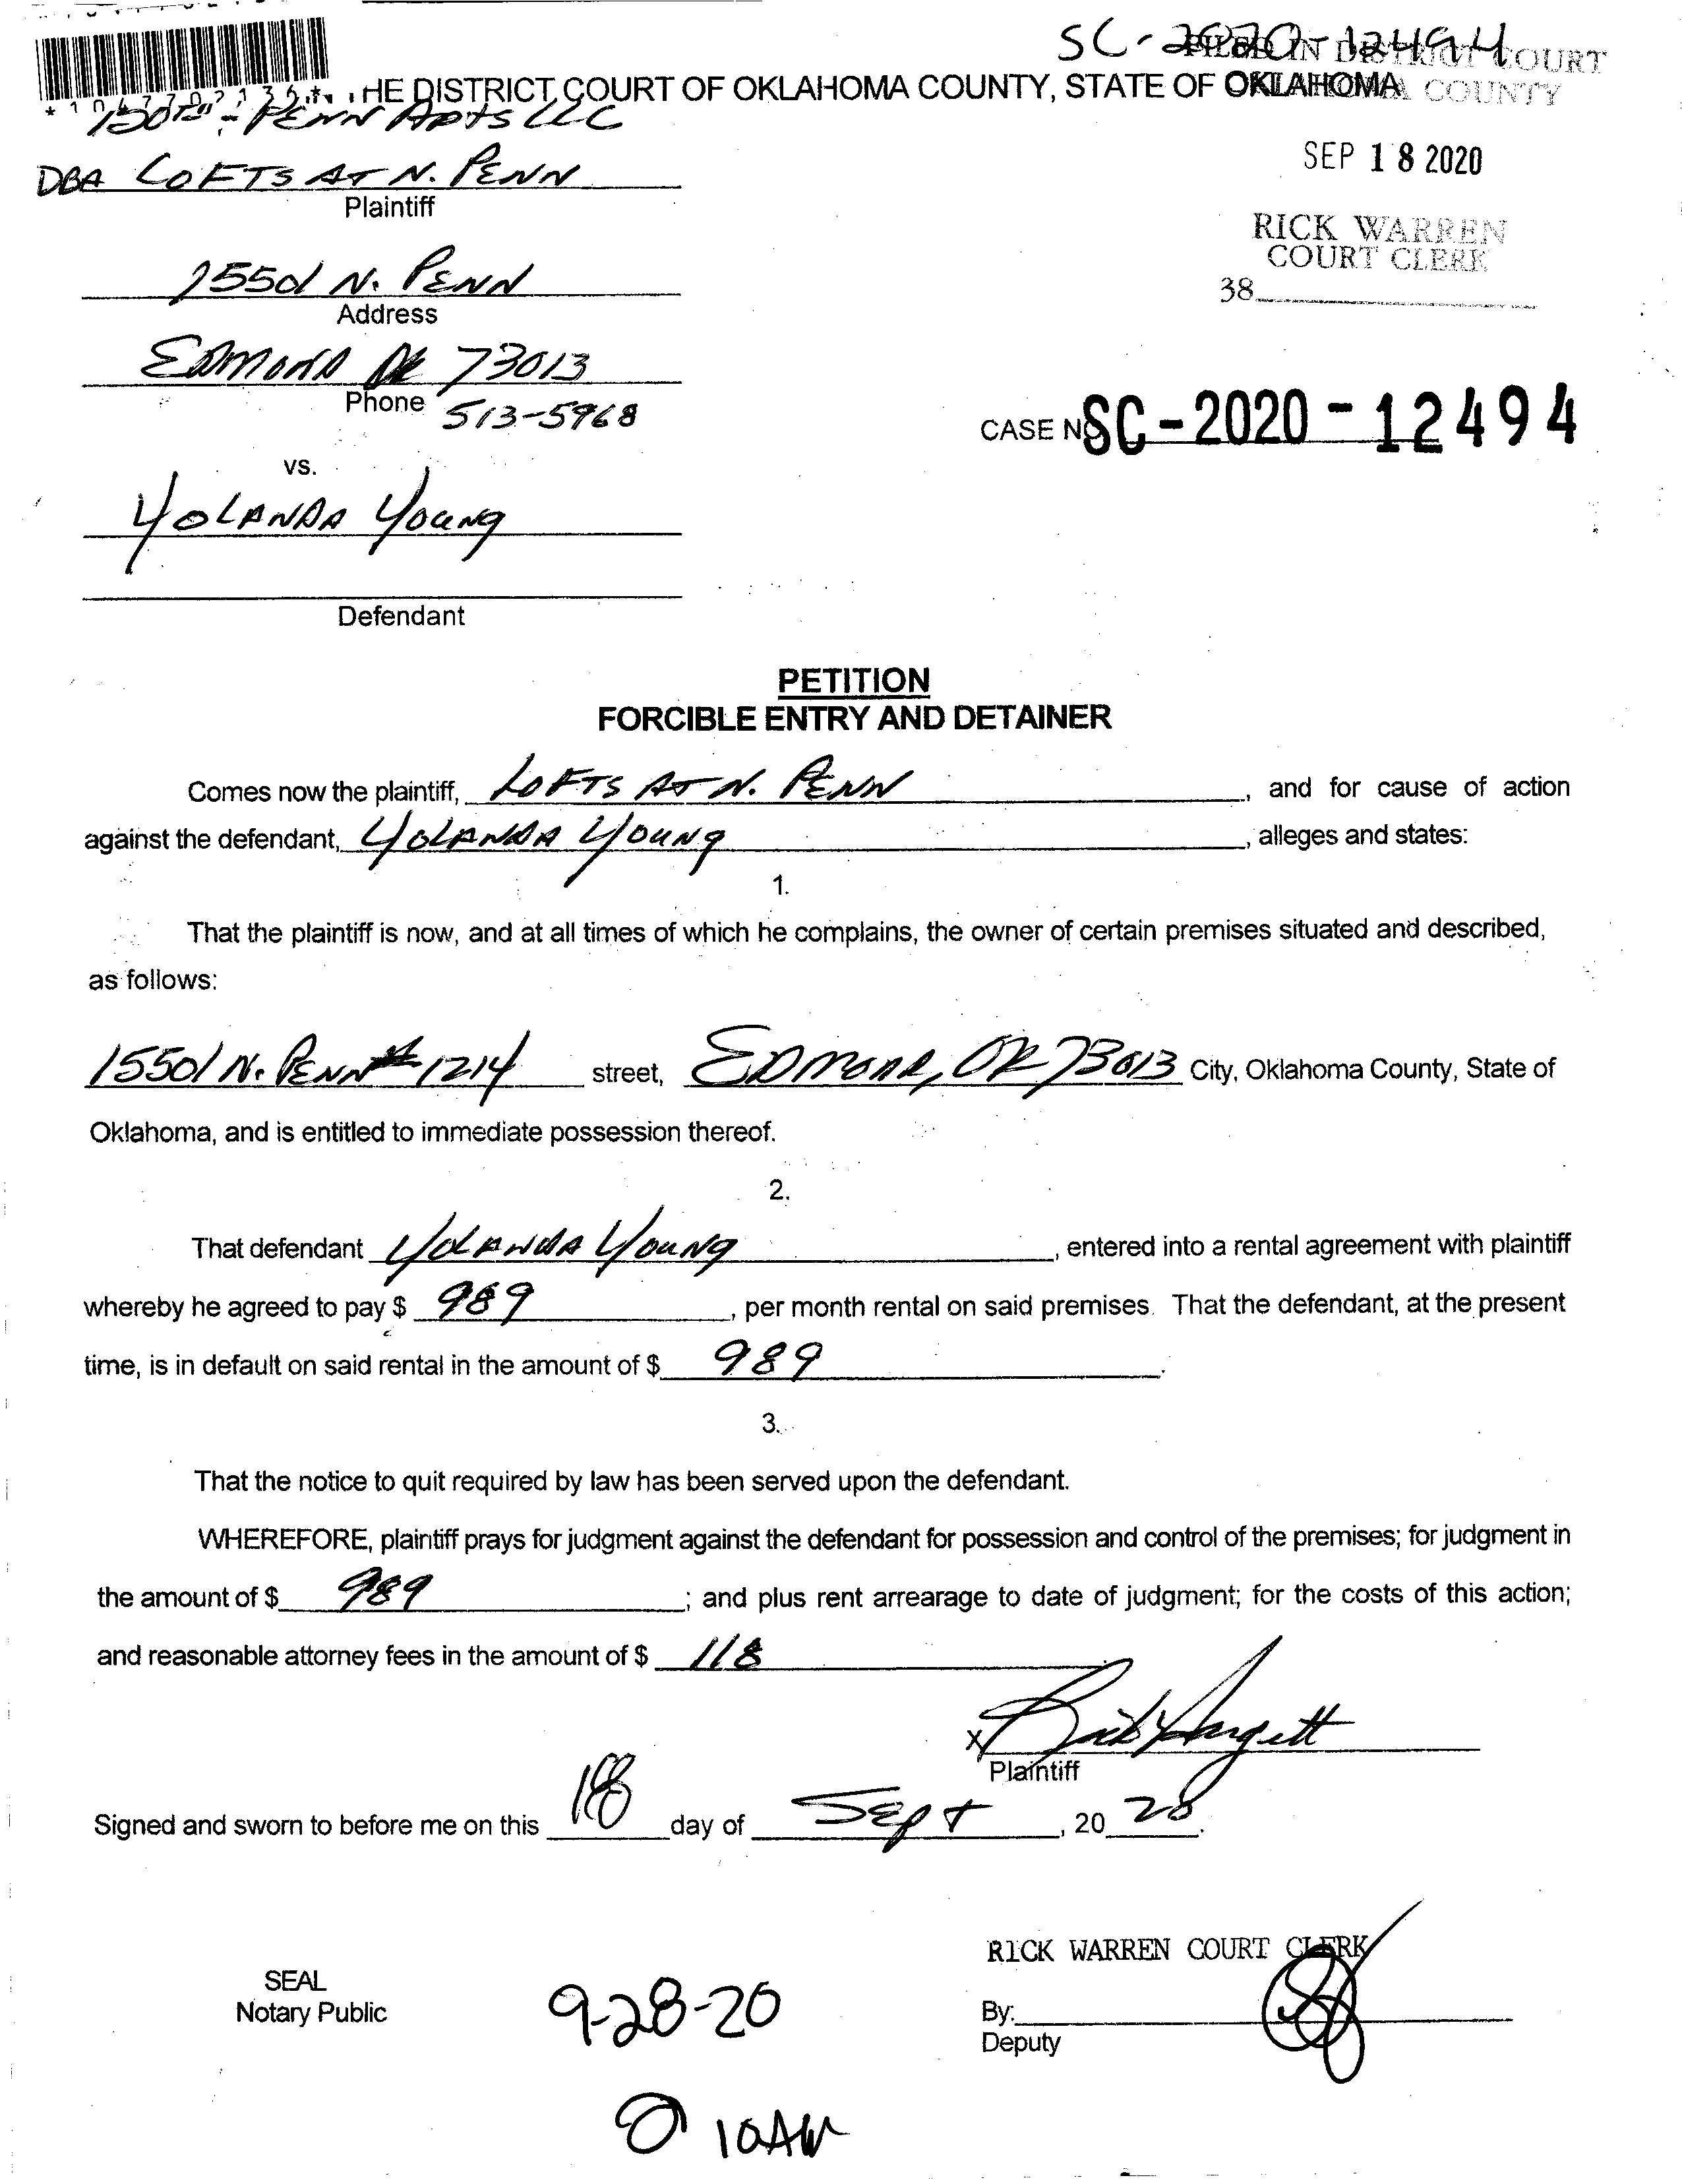 SC-2020-12494
FILED IN DISTRICT COURT
THE DISTRICT COURT OF OKLAHOMA COUNTY, STATE OF OKLAHOMA
OKLAHOMA COUNTY
- PENN APTS LLC
DBA LOFTS AT N. PENN
Plaintiff
SEP 18 2020
RICK WARREN
COURT CLERK
38
15501 N. PENN
Address
EDMOND OK 73013
Phone 513-5968
CASE NO SC-2020-12494
vs.
YOLANDA YOUNG
Defendant
PETITION
FORCIBLE ENTRY AND DETAINER
Comes now the plaintiff, LOFTS AT N. PENN, and for cause of action
against the defendant, YOLANDA YOUNG, alleges and states:
1.
That the plaintiff is now, and at all times of which he complains, the owner of certain premises situated and described,
as follows:
15501 N. PENN # 1214 street, EDMOND, OK 73013 City, Oklahoma County, State of
Oklahoma, and is entitled to immediate possession thereof.
2.
That defendant YOLANDA YOUNG, entered into a rental agreement with plaintiff
whereby he agreed to pay $ 989, per month rental on said premises. That the defendant, at the present
time, is in default on said rental in the amount of $ 989.
3.
That the notice to quit required by law has been served upon the defendant.
WHEREFORE, plaintiff prays for judgment against the defendant for possession and control of the premises; for judgment in
the amount of $ 989; and plus rent arrearage to date of judgment; for the costs of this action;
and reasonable attorney fees in the amount of $ 118
X
Plaintiff
Signed and sworn to before me on this 18 day of SEPT, 20 20.
RICK WARREN COURT CLERK
SEAL
Notary Public
9-28-20
By:
Deputy
@ 10AM